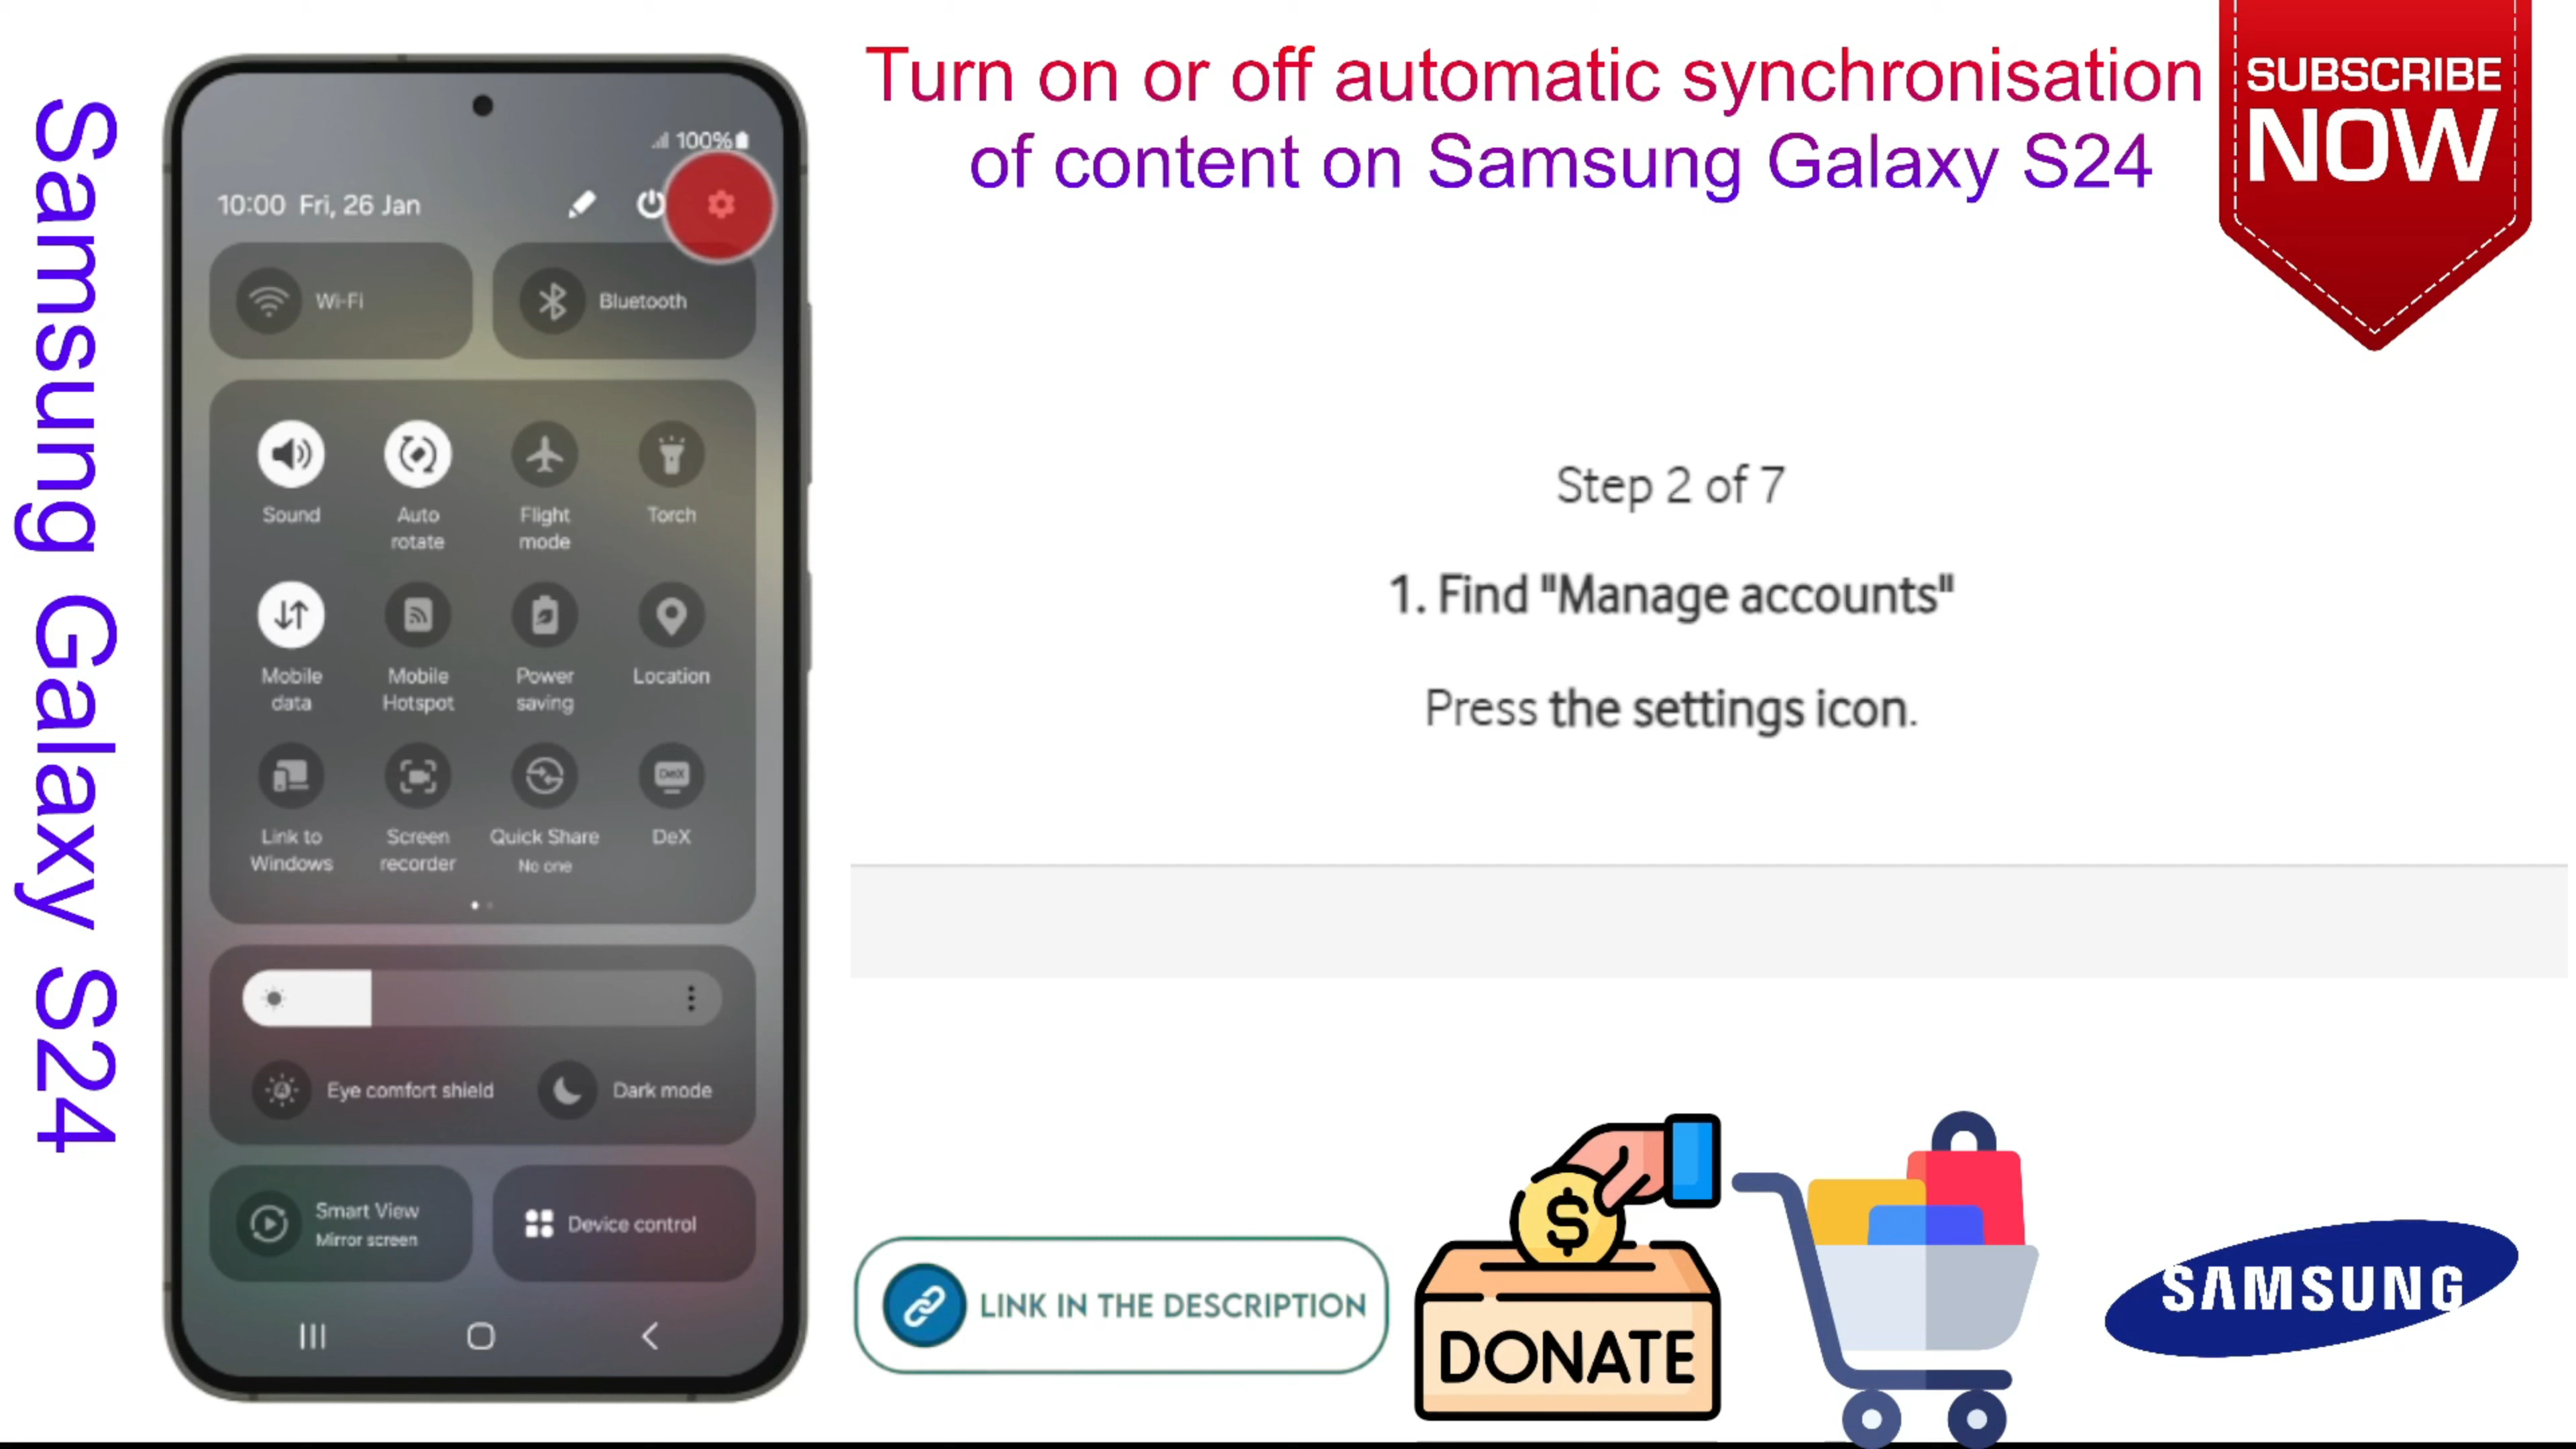 Samsung Galaxy S24
Turn on or off automatic synchronisation
of content on Samsung Galaxy S24
SUBSCRIBE
NOW
100%
10:00 Fri, 26 Jan
Wi-Fi
Bluetooth
Sound
Auto
rotate
Flight
mode
Torch
Mobile
data
Mobile
Hotspot
Power
saving
Location
Link to
Windows
Screen
recorder
Quick Share
No one
DeX
DeX
Eye comfort shield
Dark mode
Smart View
Mirror screen
Device control
Step 2 of 7
1. Find "Manage accounts"
Press the settings icon.
LINK IN THE DESCRIPTION
$
DONATE
SAMSUNG